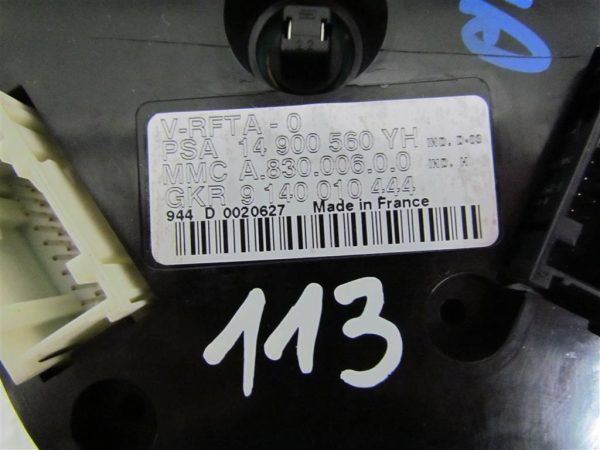 V-RFTA - 0
PSA 14 900 560 YH IND. D-03
MMC A.830.006.0.0 IND. H
GKR 9 140 010 444
944 D 0020627 Made in France
113